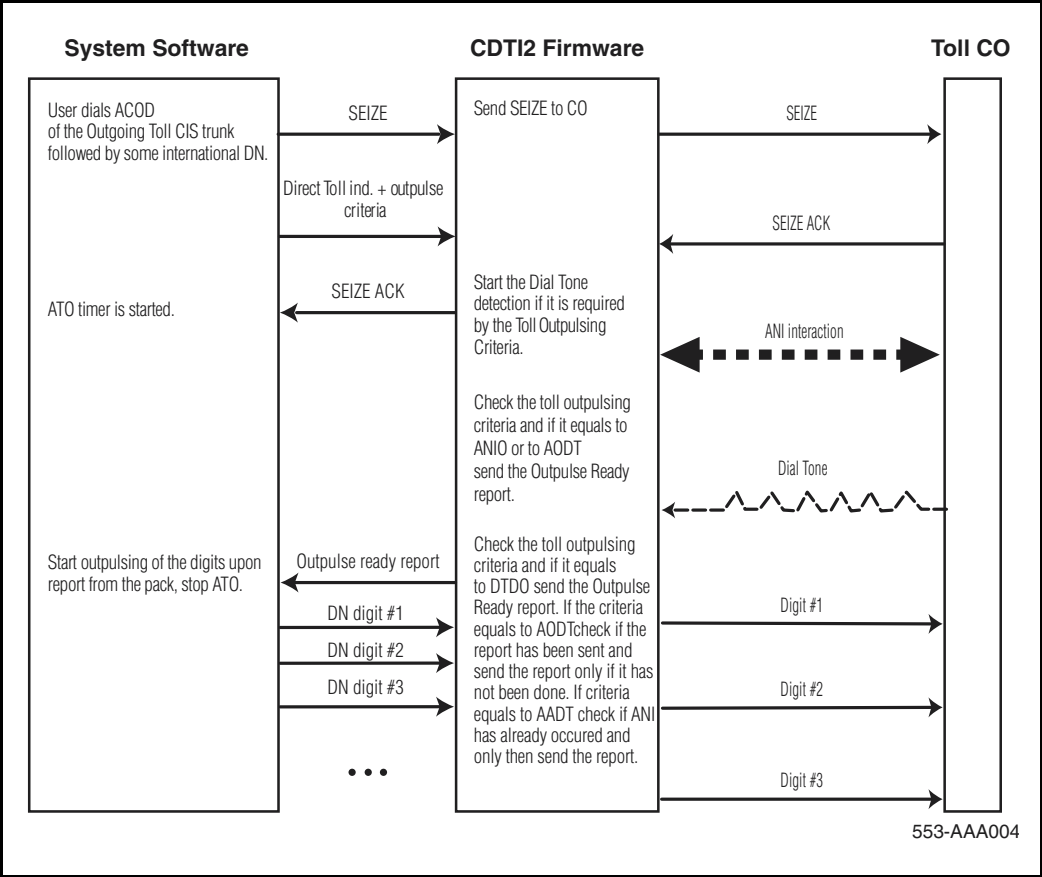 System Software
CDTI2 Firmware
Toll CO
User dials ACOD
of the Outgoing Toll CIS trunk
followed by some international DN.
SEIZE
Send SEIZE to CO
SEIZE
Direct Toll ind. + outpulse
criteria
SEIZE ACK
ATO timer is started.
SEIZE ACK
Start the Dial Tone
detection if it is required
by the Toll Outpulsing
Criteria.
ANI interaction
Check the toll outpulsing
criteria and if it equals to
ANIO or to AODT
send the Outpulse Ready
report.
Dial Tone
Start outpulsing of the digits upon
report from the pack, stop ATO.
Outpulse ready report
DN digit #1
DN digit #2
DN digit #3
Check the toll outpulsing
criteria and if it equals
to DTDO send the Outpulse
Ready report. If the criteria
equals to AODTcheck if the
report has been sent and
send the report only if it has
not been done. If criteria
equals to AADT check if ANI
has already occured and
only then send the report.
Digit #1
Digit #2
Digit #3
553-AAA004